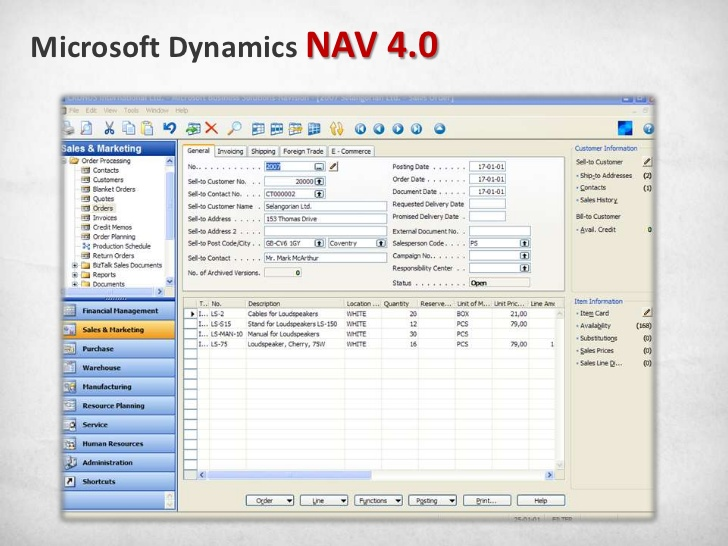 Microsoft Dynamics NAV 4.0
File Edit View Tools Window Help
Sales & Marketing
Order Processing
Contacts
Customers
Blanket Orders
Quotes
Orders
Invoices
Credit Memos
Order Planning
Production Schedule
Return Orders
BizTalk Sales Documents
Reports
Documents
Financial Management
Sales & Marketing
Purchase
Warehouse
Manufacturing
Resource Planning
Service
Human Resources
Administration
Shortcuts
General Invoicing Shipping Foreign Trade E - Commerce
No. . . . . . . . . . . . 2007
Sell-to Customer No. . . 20000
Sell-to Contact No. . . . CT000002
Sell-to Customer Name . Selangorian Ltd.
Sell-to Address . . . . . 153 Thomas Drive
Sell-to Address 2 . . . .
Sell-to Post Code/City . . GB-CV6 1GY Coventry
Sell-to Contact . . . . . Mr. Mark McArthur
No. of Archived Versions. 0
Posting Date . . . . . . 17-01-01
Order Date . . . . . . . 17-01-01
Document Date . . . . . 17-01-01
Requested Delivery Date
Promised Delivery Date .
External Document No. .
Salesperson Code . . . . PS
Campaign No. . . . . . .
Responsibility Center . .
Status . . . . . . . . . Open
T... No. Description Location ... Quantity Reserve... Unit of M... Unit Pric... Line Am
I... LS-2 Cables for Loudspeakers WHITE 20 BOX 21,00
I... LS-S15 Stand for Loudspeakers LS-150 WHITE 12 PCS 79,00
I... LS-MAN-10 Manual for Loudspeakers WHITE 30 PCS
I... LS-75 Loudspeaker, Cherry, 75W WHITE 16 PCS 79,00 1
Order Line Functions Posting Print... Help
Customer Information
Sell-to Customer
Ship-to Addresses (2)
Contacts (1)
Sales History
Bill-to Customer
Avail. Credit 0
Item Information
Item Card
Availability (168)
Substitutions (0)
Sales Prices (0)
Sales Line Di... (0)